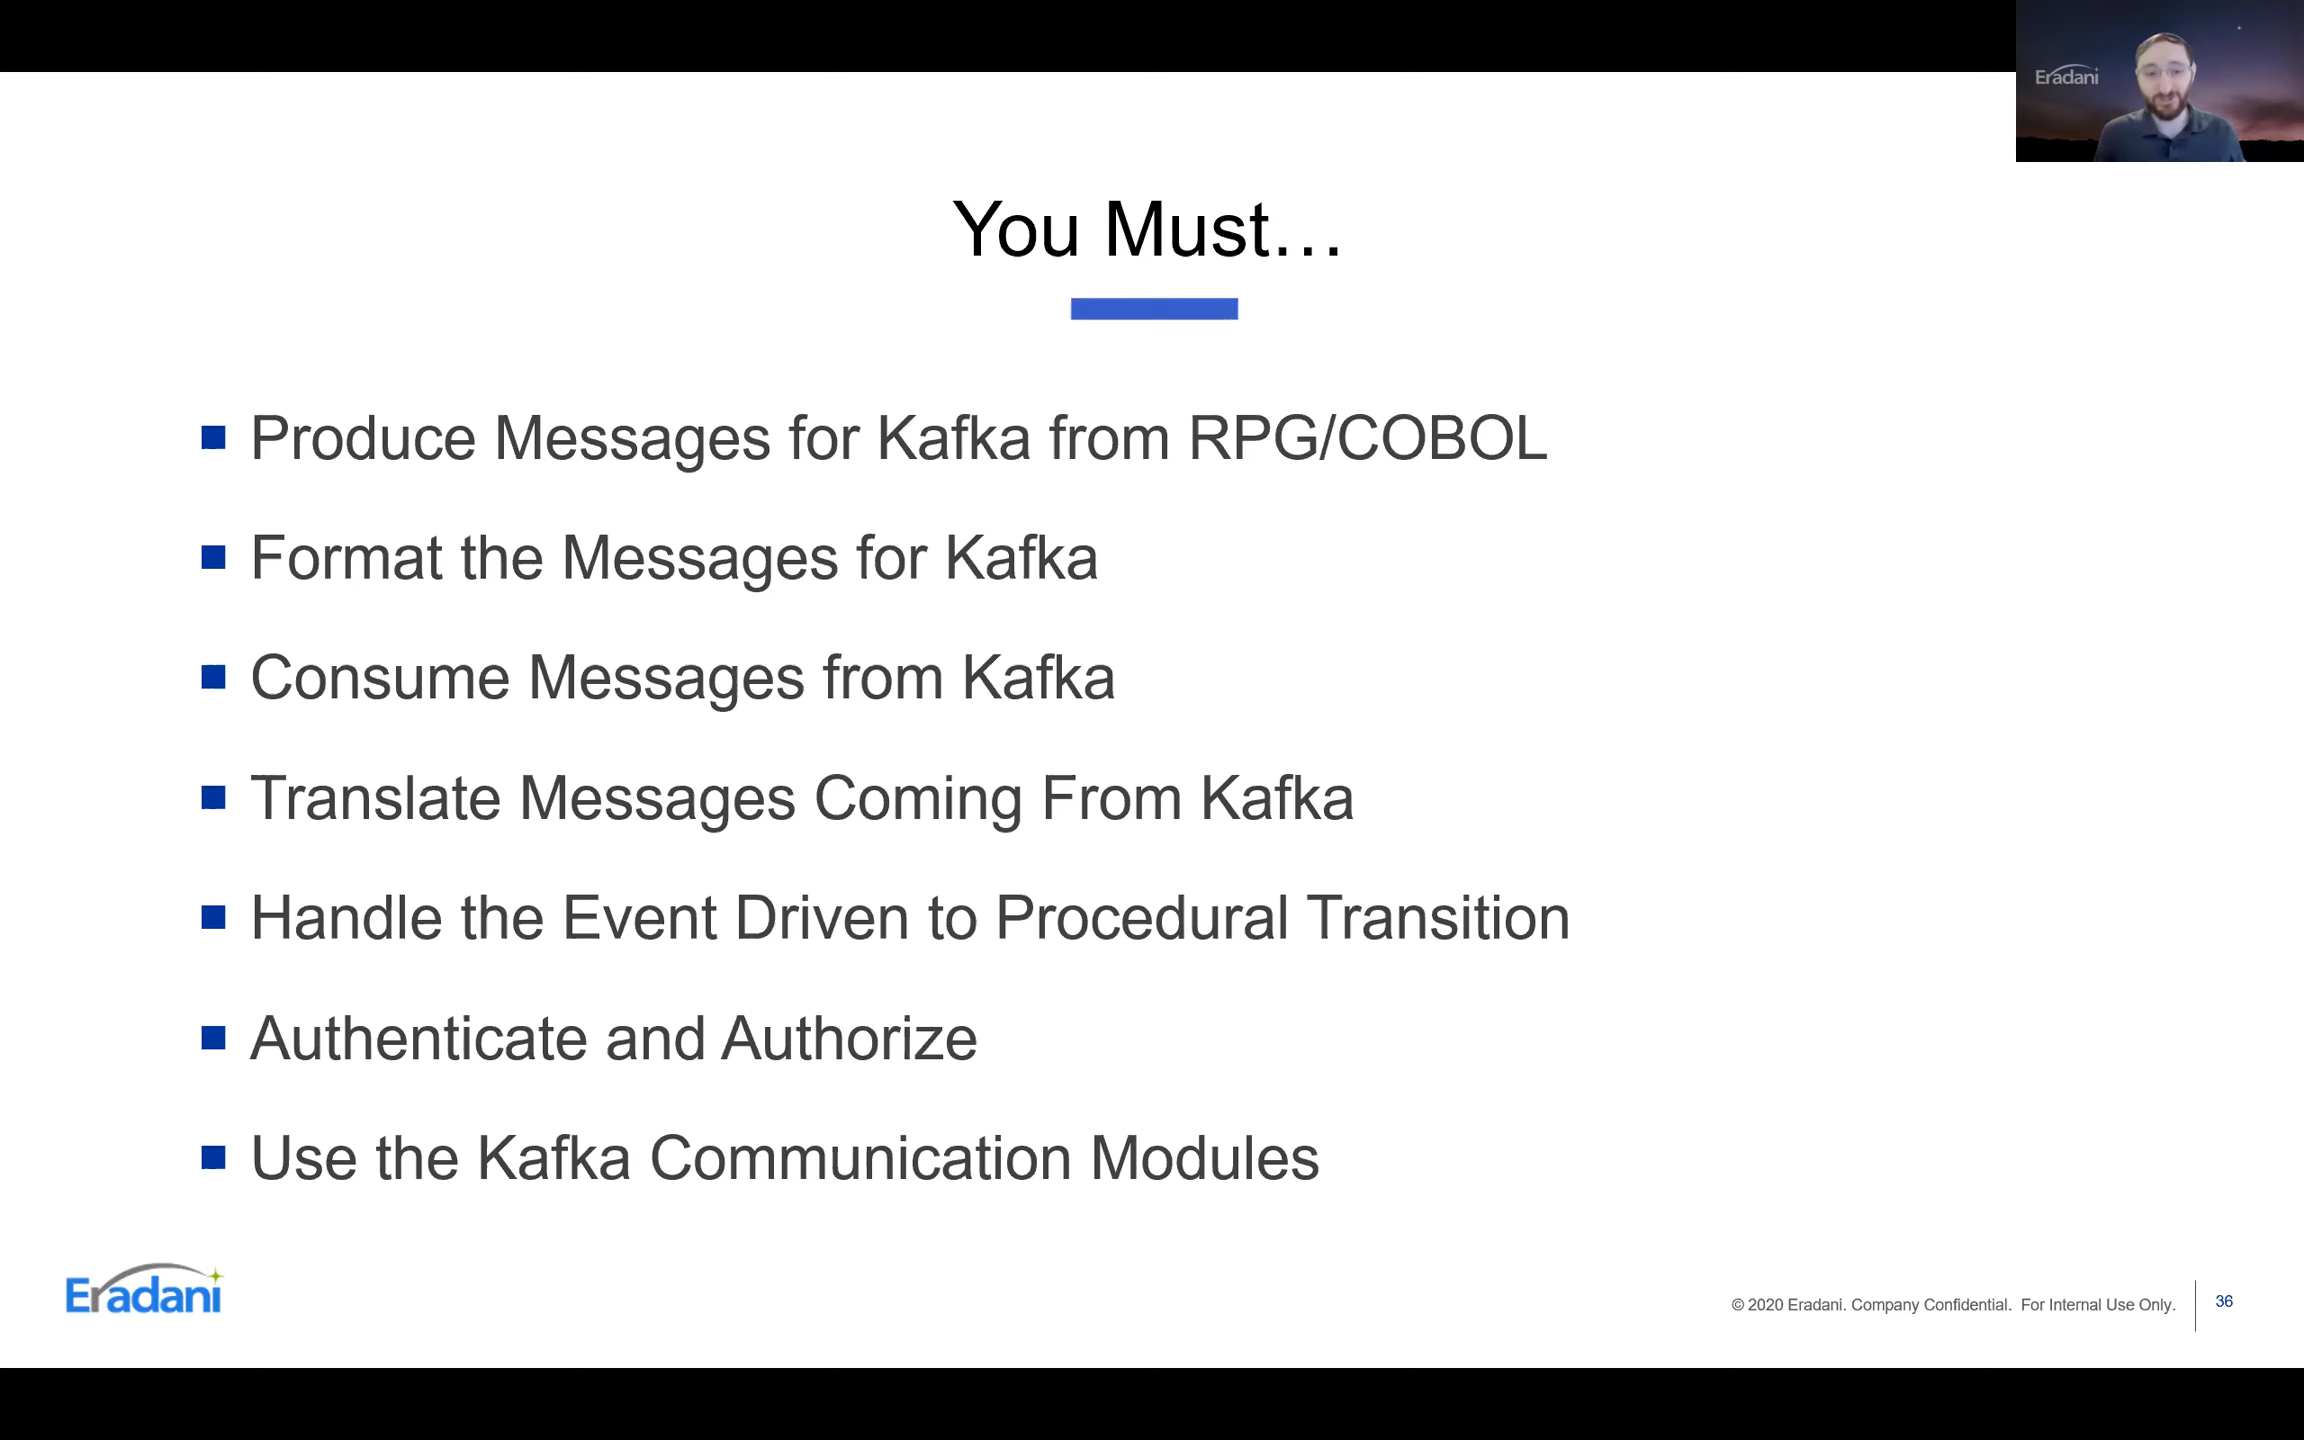 Eradani
You Must...
Produce Messages for Kafka from RPG/COBOL
Format the Messages for Kafka
Consume Messages from Kafka
Translate Messages Coming From Kafka
Handle the Event Driven to Procedural Transition
Authenticate and Authorize
Use the Kafka Communication Modules
Eradani
© 2020 Eradani. Company Confidential. For Internal Use Only.
36